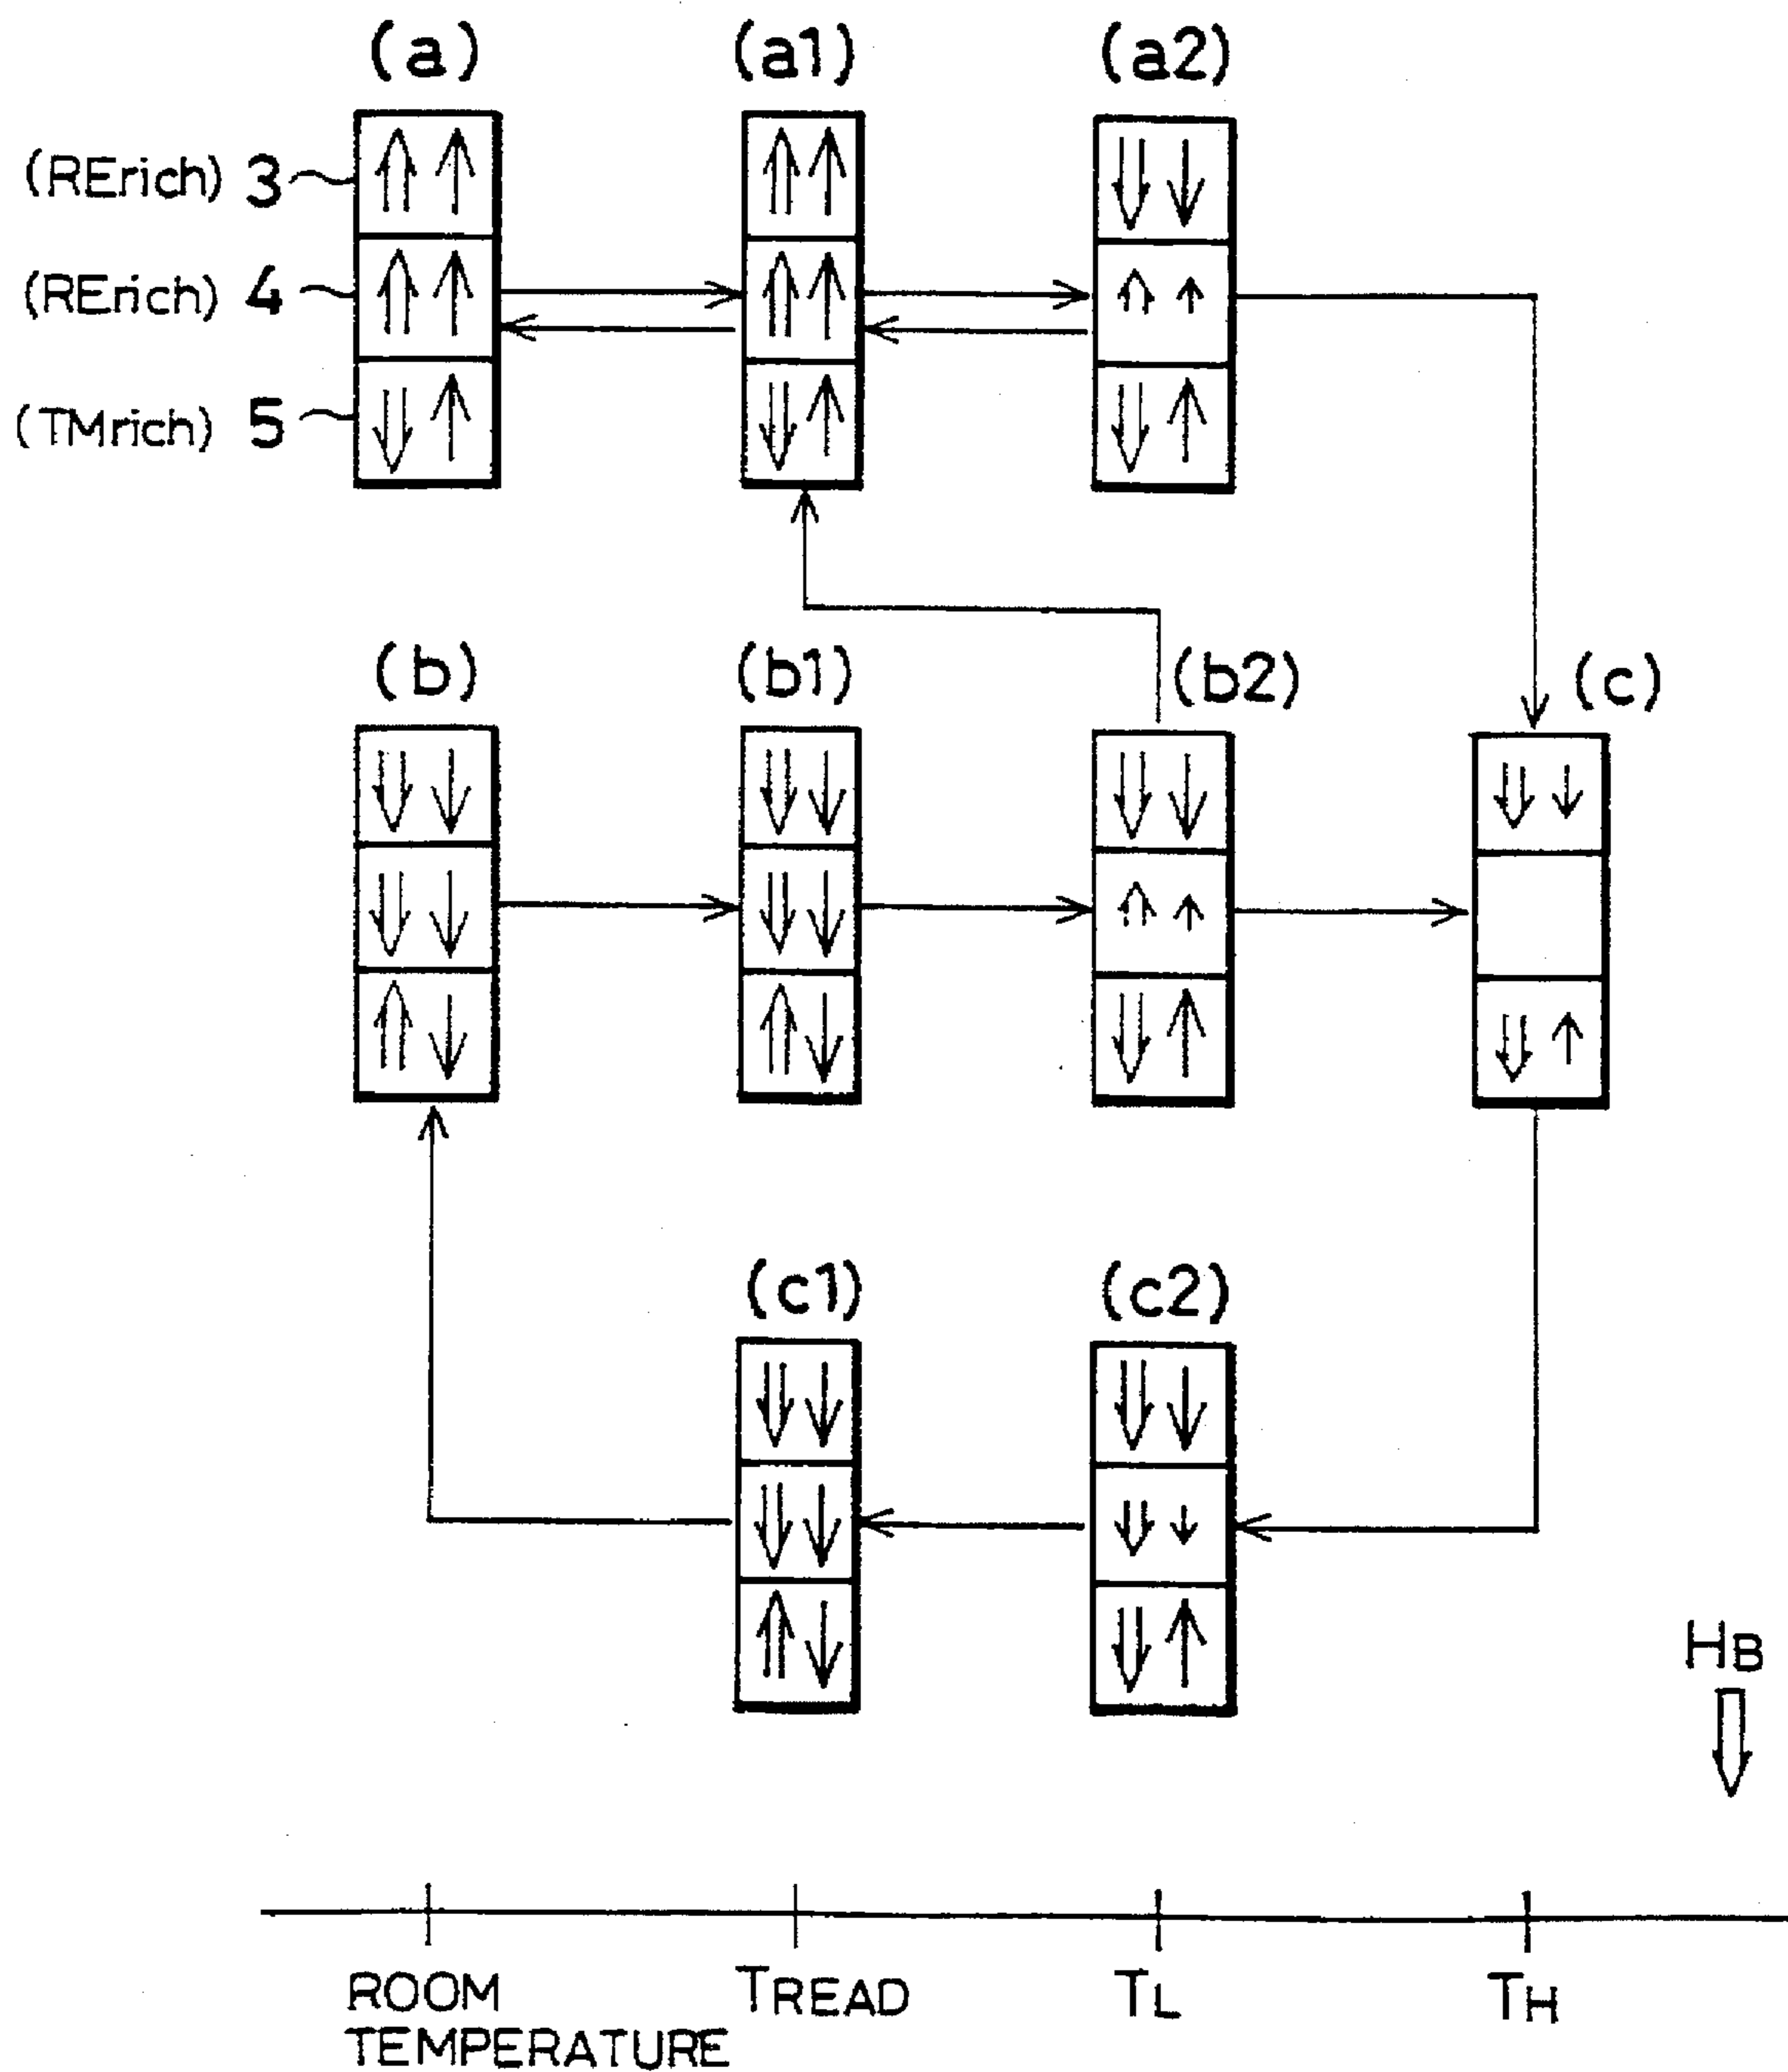 (a) (a1) (a2)
(RErich) 3
(RErich) 4
(TMrich) 5
(b) (b1) (b2) (c)
(c1) (c2)
HB
ROOM TEMPERATURE
TREAD
TL
TH